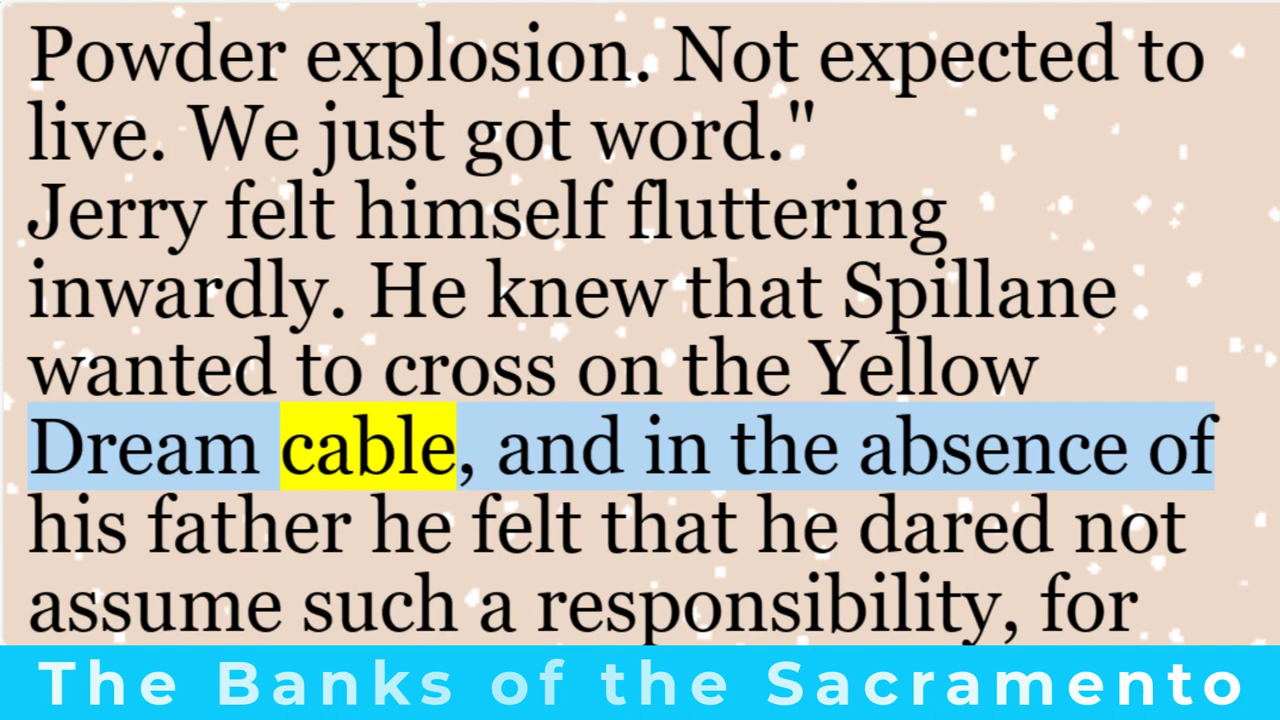 Powder explosion. Not expected to
live. We just got word."
Jerry felt himself fluttering
inwardly. He knew that Spillane
wanted to cross on the Yellow
Dream cable, and in the absence of
his father he felt that he dared not
assume such a responsibility, for
The Banks of the Sacramento